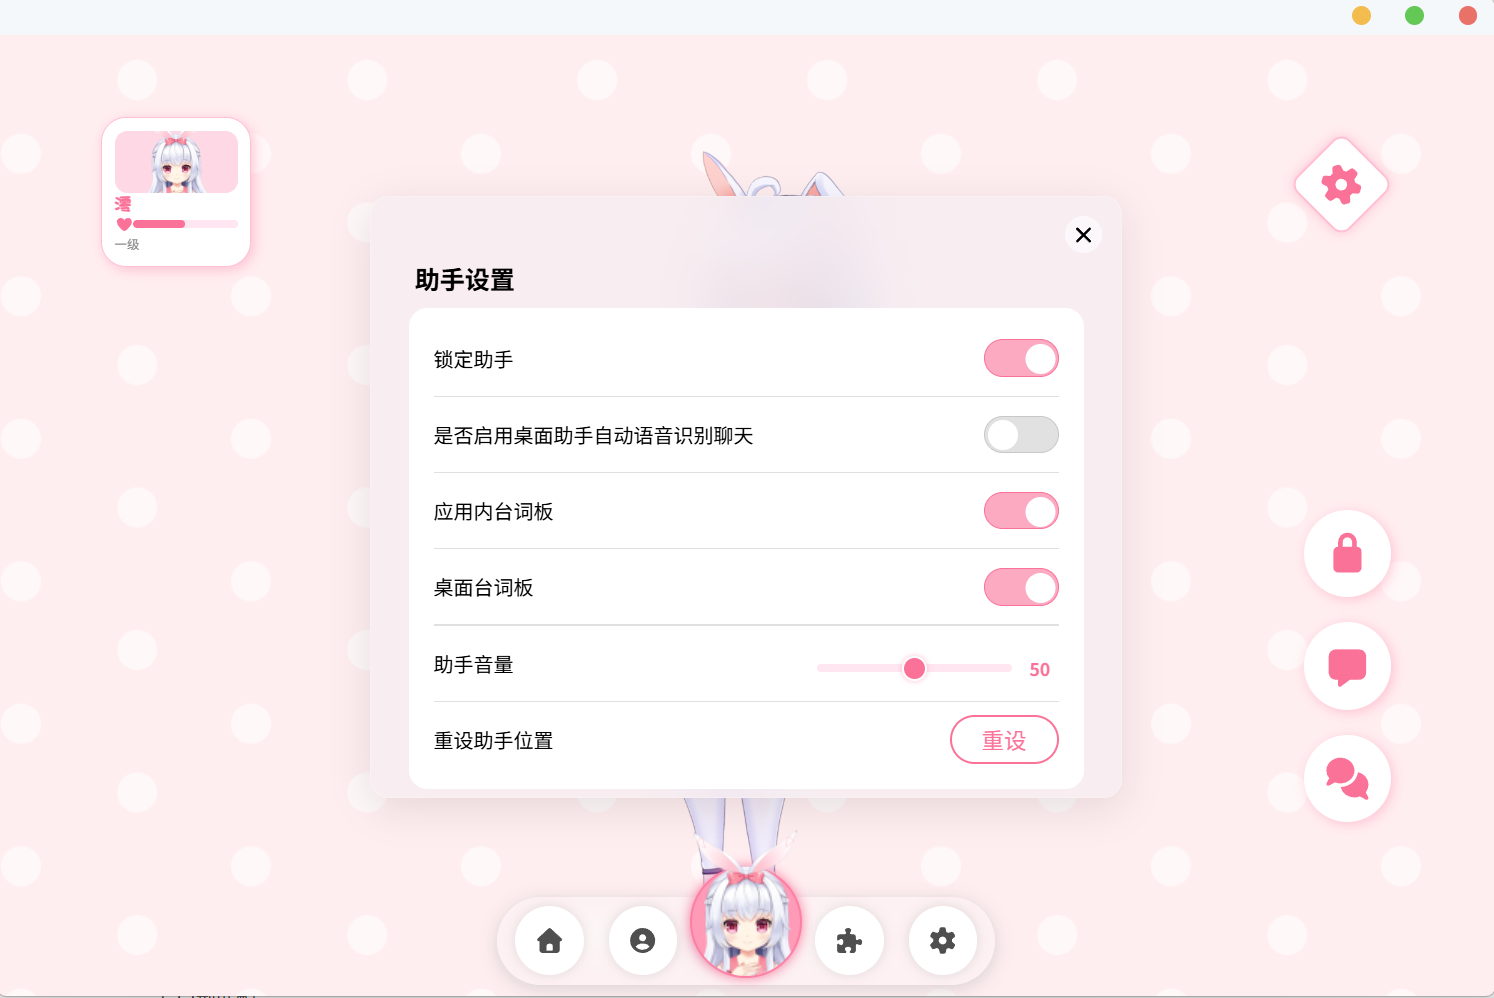 澪
一级
助手设置
锁定助手
是否启用桌面助手自动语音识别聊天
应用内台词板
桌面台词板
助手音量
50
重设助手位置
重设